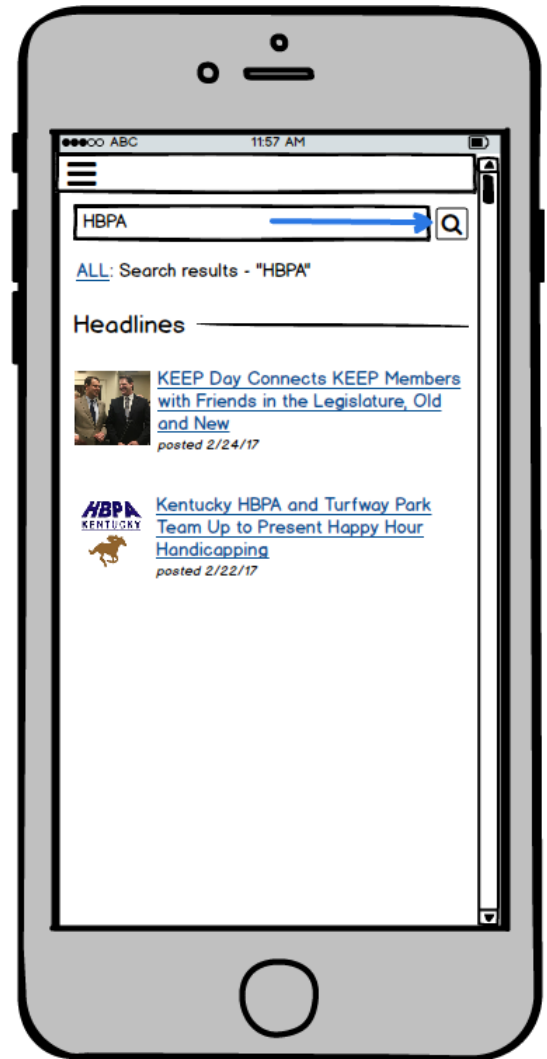 ABC 11:57 AM
HBPA
ALL: Search results - "HBPA"
Headlines
KEEP Day Connects KEEP Members
with Friends in the Legislature, Old
and New
posted 2/24/17
HBPA
KENTUCKY
Kentucky HBPA and Turfway Park
Team Up to Present Happy Hour
Handicapping
posted 2/22/17